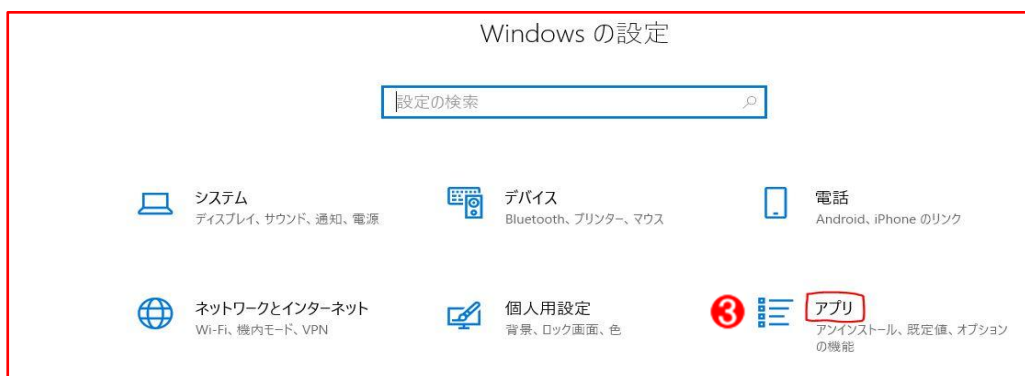 Windows の設定
設定の検索
システム
ディスプレイ、サウンド、通知、電源
デバイス
Bluetooth、プリンター、マウス
電話
Android、iPhone のリンク
ネットワークとインターネット
Wi-Fi、機内モード、VPN
個人用設定
背景、ロック画面、色
3
アプリ
アンインストール、既定値、オプション
の機能